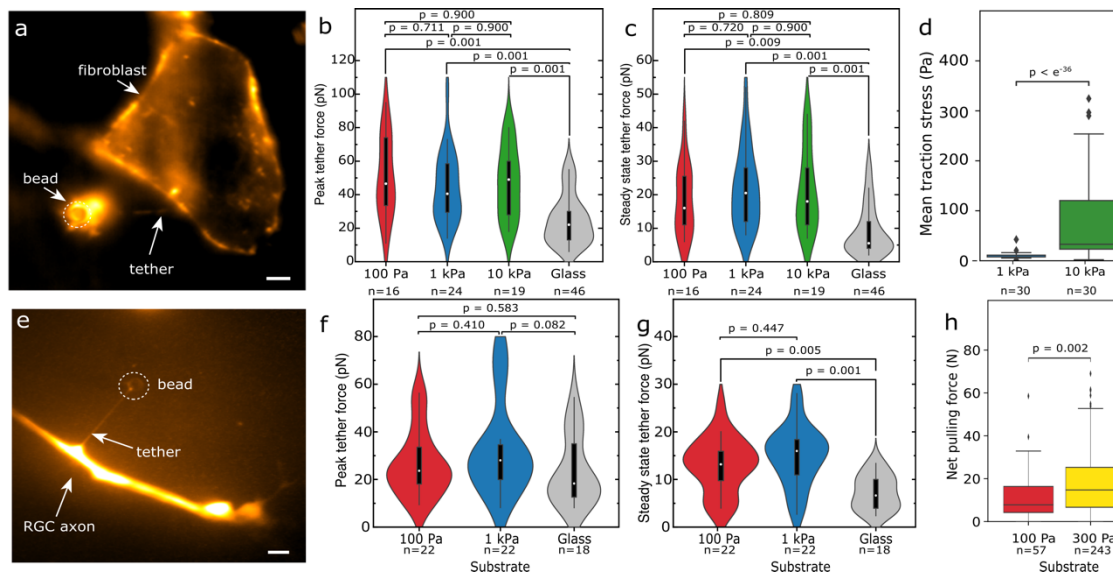 a
fibroblast
bead
tether
b
p = 0.900
p = 0.711 p = 0.900
p = 0.001
p = 0.001
p = 0.001
Peak tether force (pN)
120
100
80
60
40
20
0
100 Pa 1 kPa 10 kPa Glass
n=16 n=24 n=19 n=46
c
p = 0.809
p = 0.720 p = 0.900
p = 0.009
p = 0.001
p = 0.001
Steady state tether force (pN)
60
50
40
30
20
10
0
100 Pa 1 kPa 10 kPa Glass
n=16 n=24 n=19 n=46
d
p < e-36
Mean traction stress (Pa)
400
300
200
100
0
1 kPa 10 kPa
n=30 n=30
e
bead
tether
RGC axon
f
p = 0.583
p = 0.410 p = 0.082
Peak tether force (pN)
80
60
40
20
0
100 Pa 1 kPa Glass
n=22 n=22 n=18
Substrate
g
p = 0.447
p = 0.005
p = 0.001
Steady state tether force (pN)
40
30
20
10
0
100 Pa 1 kPa Glass
n=22 n=22 n=18
Substrate
h
p = 0.002
Net pulling force (N)
80
60
40
20
0
100 Pa 300 Pa
n=57 n=243
Substrate